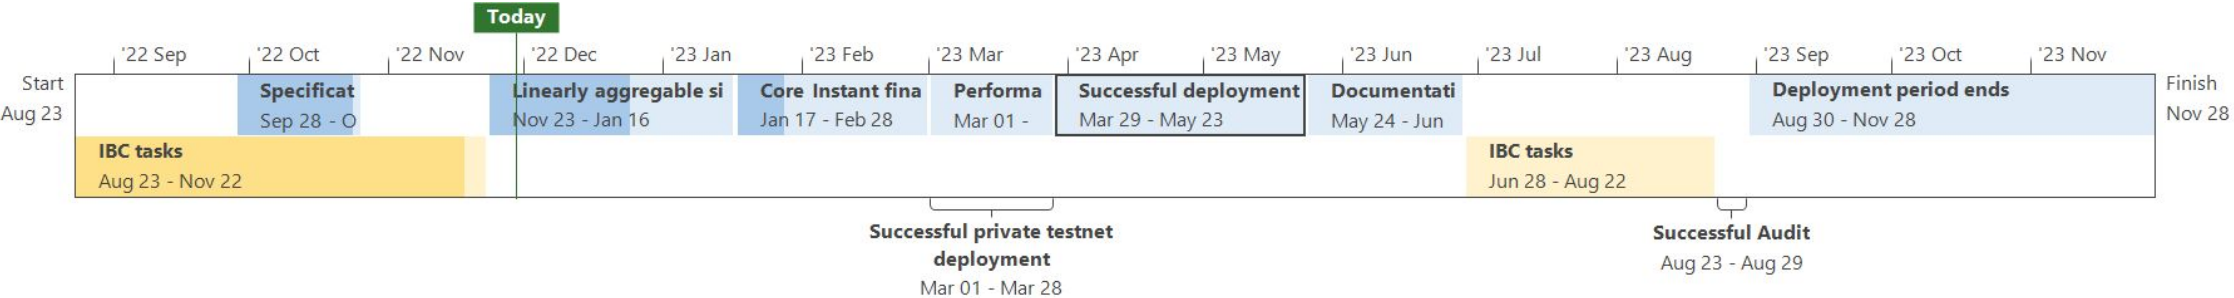 Today
'22 Sep '22 Oct '22 Nov '22 Dec '23 Jan '23 Feb '23 Mar '23 Apr '23 May '23 Jun '23 Jul '23 Aug '23 Sep '23 Oct '23 Nov
Start
Aug 23
Specificat
Sep 28 - O
Linearly aggregable si
Nov 23 - Jan 16
Core Instant fina
Jan 17 - Feb 28
Performa
Mar 01 -
Successful deployment
Mar 29 - May 23
Documentati
May 24 - Jun
Deployment period ends
Aug 30 - Nov 28
Finish
Nov 28
IBC tasks
Aug 23 - Nov 22
IBC tasks
Jun 28 - Aug 22
Successful private testnet
deployment
Mar 01 - Mar 28
Successful Audit
Aug 23 - Aug 29